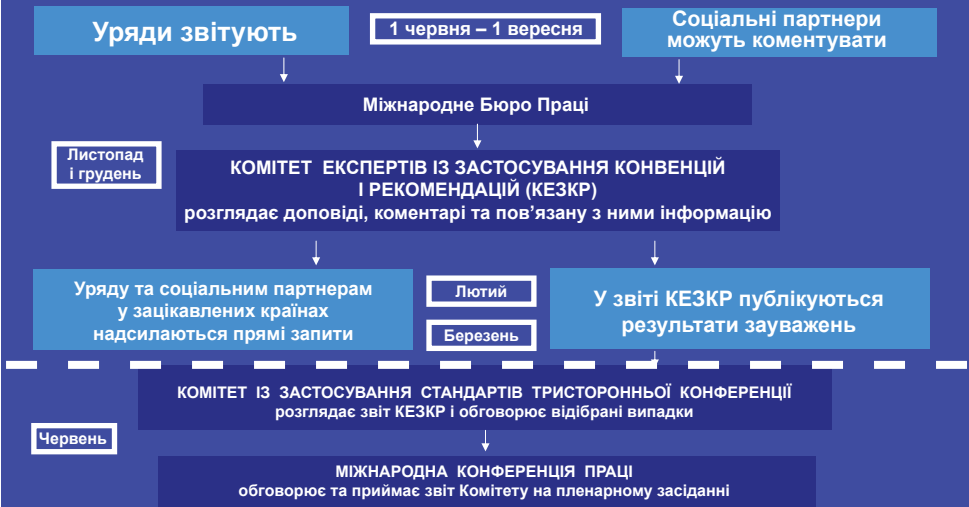 Уряди звітують
1 червня – 1 вересня
Соціальні партнери
можуть коментувати
Міжнародне Бюро Праці
Листопад
і грудень
КОМІТЕТ ЕКСПЕРТІВ ІЗ ЗАСТОСУВАННЯ КОНВЕНЦІЙ
І РЕКОМЕНДАЦІЙ (КЕЗКР)
розглядає доповіді, коментарі та пов’язану з ними інформацію
Уряду та соціальним партнерам
у зацікавлених країнах
надсилаються прямі запити
Лютий
Березень
У звіті КЕЗКР публікуються
результати зауважень
КОМІТЕТ ІЗ ЗАСТОСУВАННЯ СТАНДАРТІВ ТРИСТОРОННЬОЇ КОНФЕРЕНЦІЇ
розглядає звіт КЕЗКР і обговорює відібрані випадки
Червень
МІЖНАРОДНА КОНФЕРЕНЦІЯ ПРАЦІ
обговорює та приймає звіт Комітету на пленарному засіданні